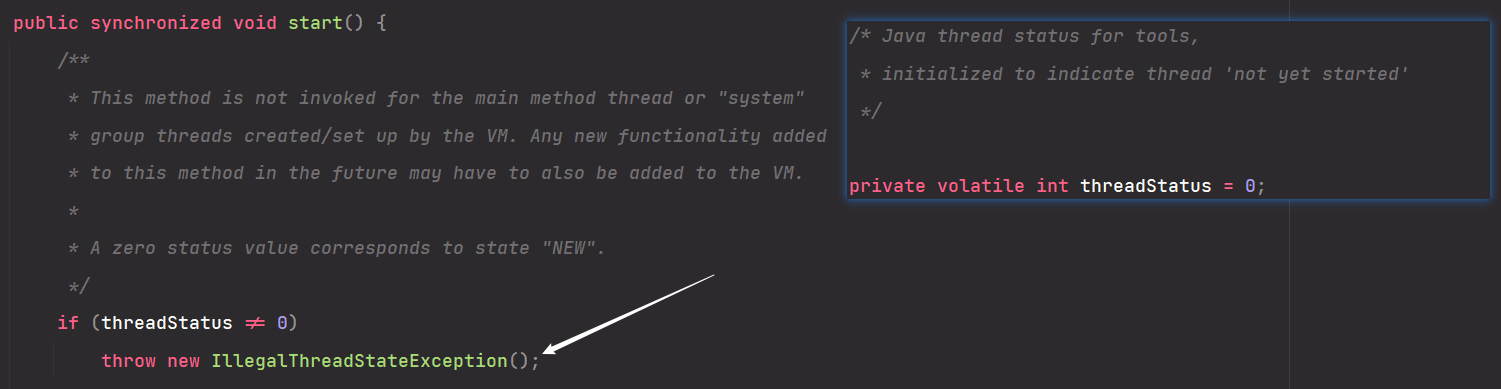 public synchronized void start() {
/**
* This method is not invoked for the main method thread or "system"
* group threads created/set up by the VM. Any new functionality added
* to this method in the future may have to also be added to the VM.
*
* A zero status value corresponds to state "NEW".
*/
if (threadStatus ≠ 0)
throw new IllegalThreadStateException();
/* Java thread status for tools,
* initialized to indicate thread 'not yet started'
*/
private volatile int threadStatus = 0;